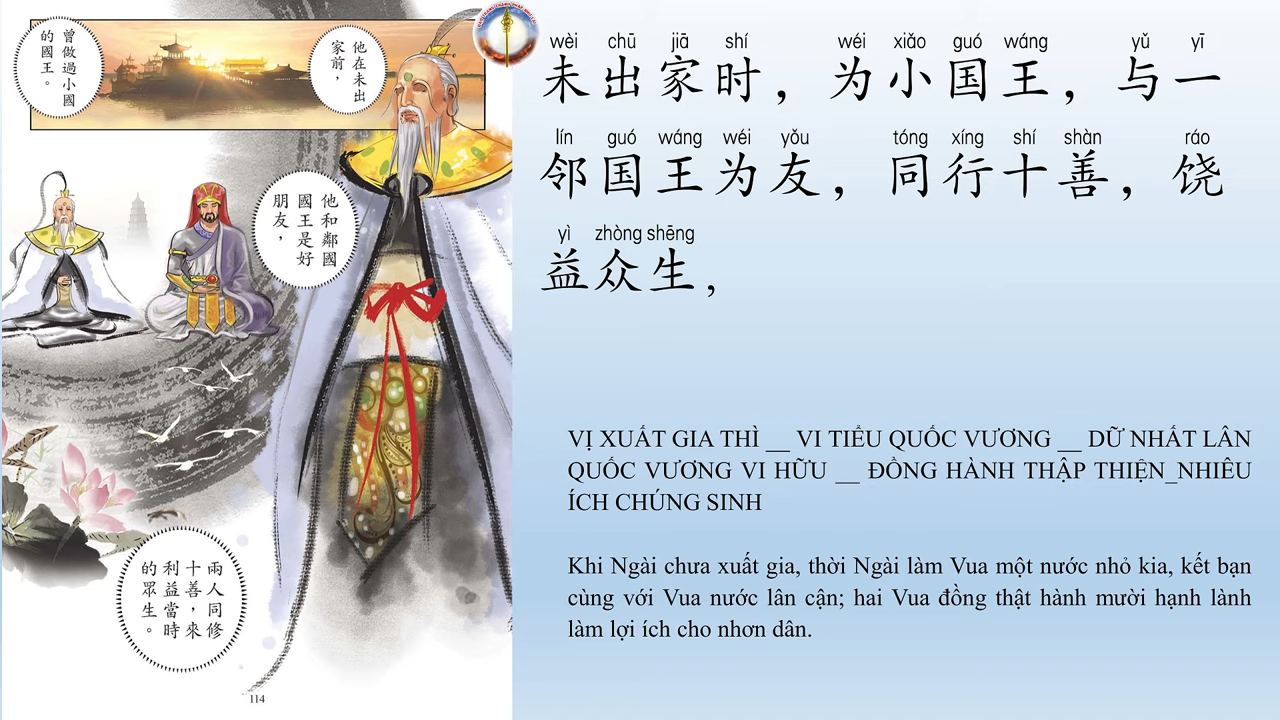 他在未出
家前，
曾做過小國
的國王。
他和鄰國
國王是好
朋友，
兩人同修
十善，來
利益當時
的眾生。
114
wèi chū jiā shí wéi xiǎo guó wáng yǔ yī
未出家时，为小国王，与一
lín guó wáng wéi yǒu tóng xíng shí shàn ráo
邻国王为友，同行十善，饶
yì zhòng shēng
益众生，
VỊ XUẤT GIA THÌ __ VI TIỂU QUỐC VƯƠNG __ DỮ NHẤT LÂN
QUỐC VƯƠNG VI HỮU __ ĐỒNG HÀNH THẬP THIỆN_NHIÊU
ÍCH CHÚNG SINH
Khi Ngài chưa xuất gia, thời Ngài làm Vua một nước nhỏ kia, kết bạn
cùng với Vua nước lân cận; hai Vua đồng thật hành mười hạnh lành
làm lợi ích cho nhơn dân.